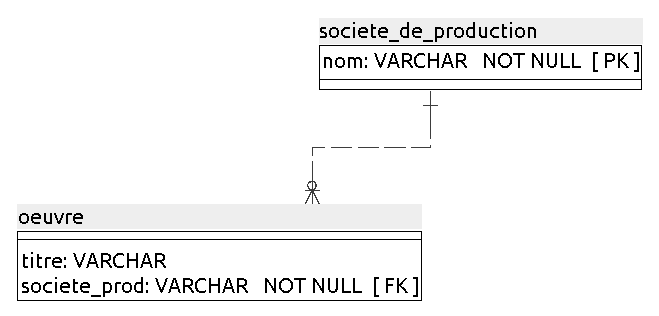 societe_de_production
nom: VARCHAR NOT NULL [ PK ]
oeuvre
titre: VARCHAR
societe_prod: VARCHAR NOT NULL [ FK ]